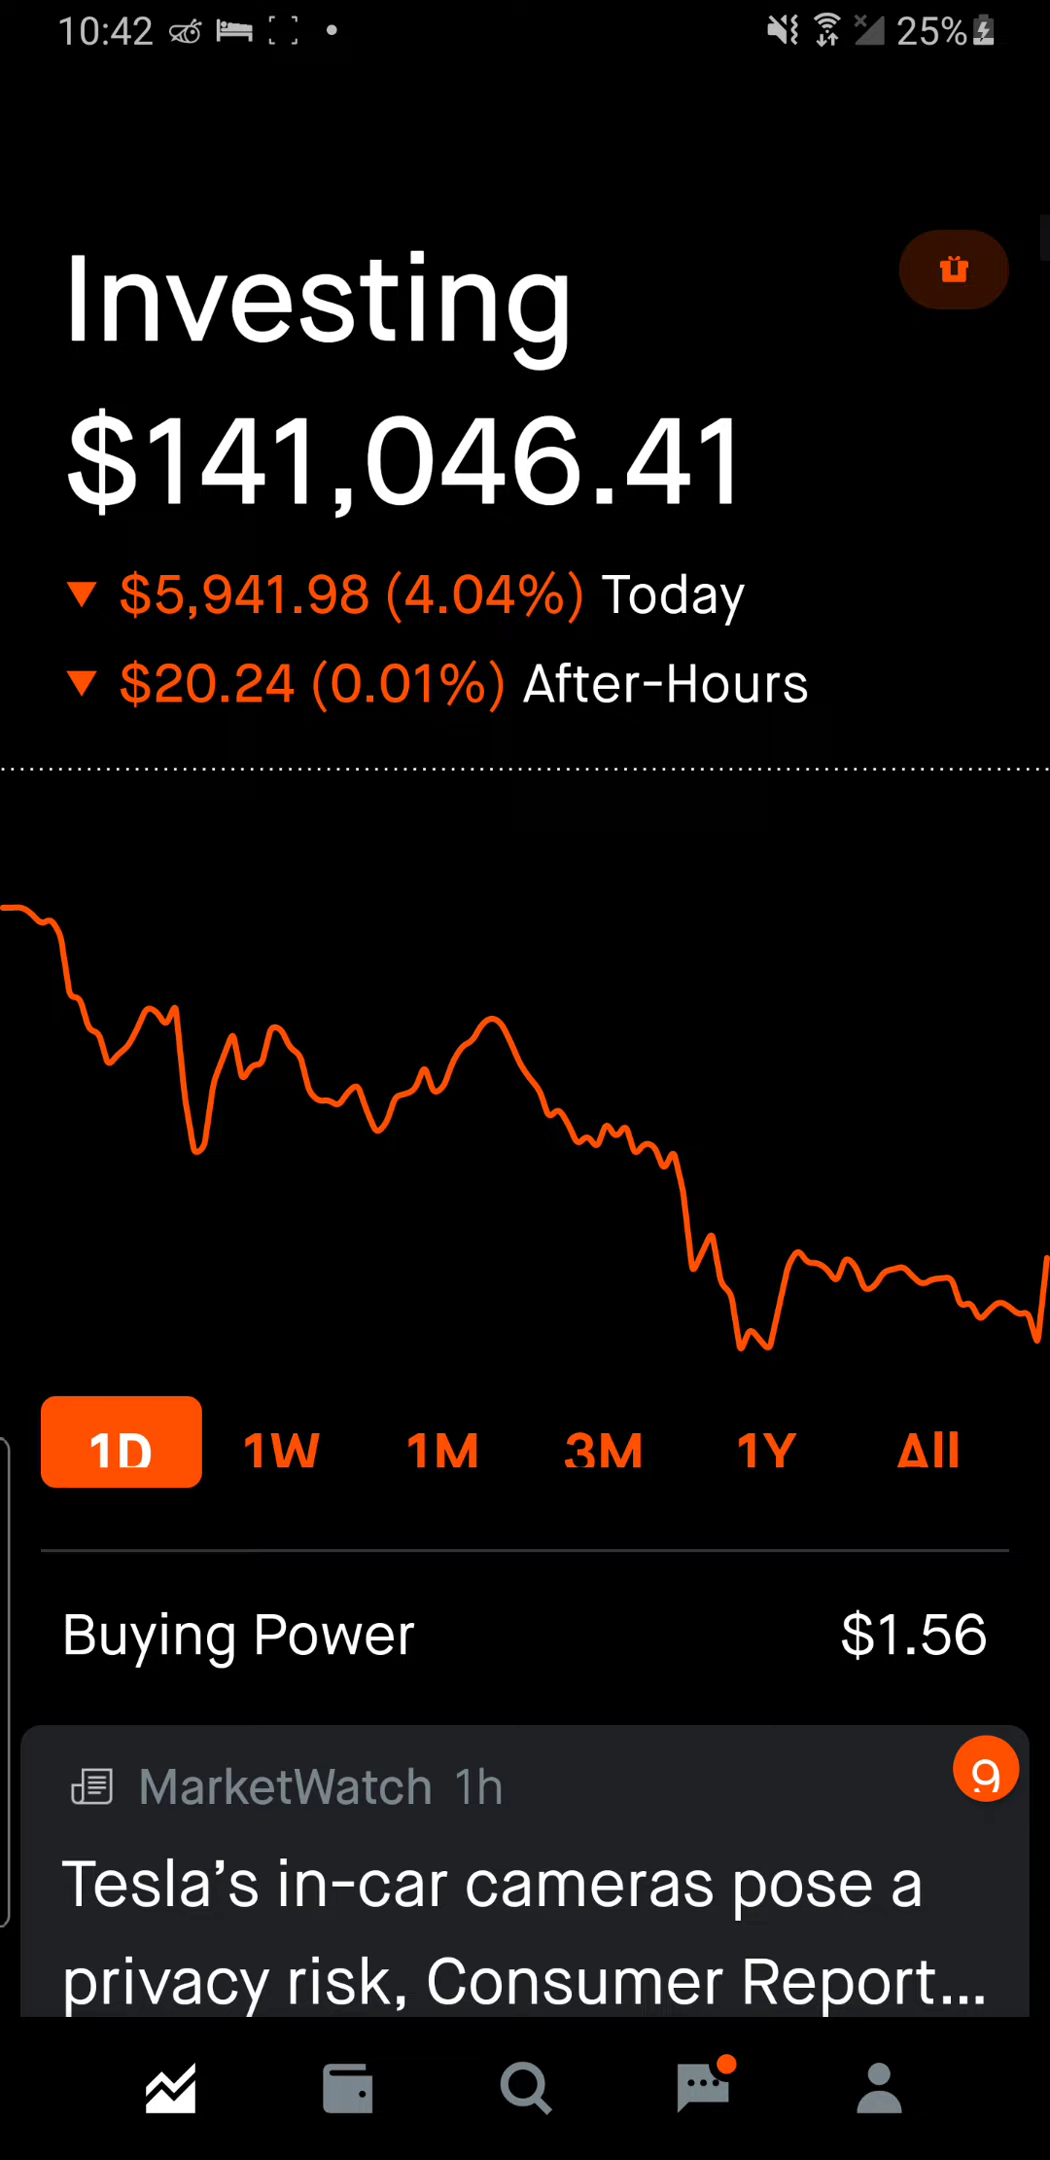 10:42 25%
Investing
$141,046.41
▼ $5,941.98 (4.04%) Today
▼ $20.24 (0.01%) After-Hours
1D 1W 1M 3M 1Y All
Buying Power $1.56
MarketWatch 1h 9
Tesla’s in-car cameras pose a
privacy risk, Consumer Report...